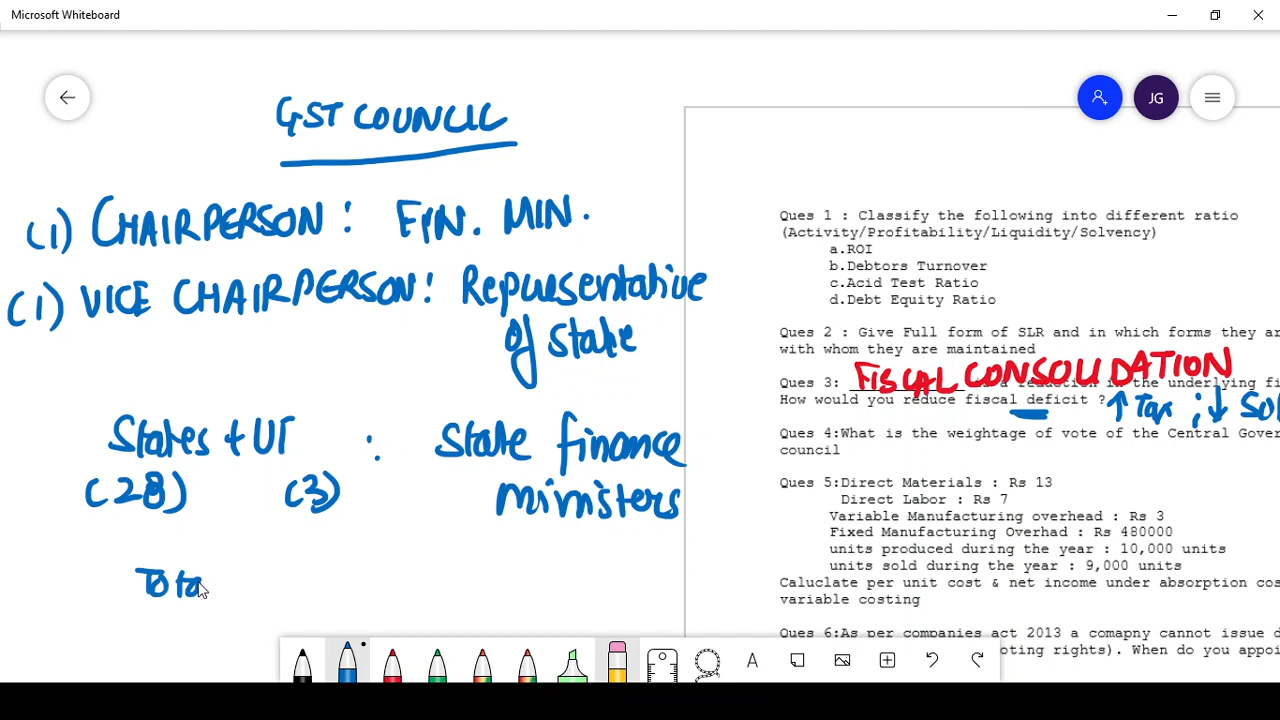 Microsoft Whiteboard
JG
GST COUNCIL
(1) CHAIRPERSON : FIN. MIN.
(1) VICE CHAIRPERSON : Representative
of state
States + UT : State finance
(28) (3) ministers
Tota
Ques 1 : Classify the following into different ratio
(Activity/Profitability/Liquidity/Solvency)
a.ROI
b.Debtors Turnover
c.Acid Test Ratio
d.Debt Equity Ratio
Ques 2 : Give Full form of SLR and in which forms they ar
with whom they are maintained
FISCAL CONSOLIDATION
Ques 3: a reduction in the underlying fi
How would you reduce fiscal deficit ? ↑ Tax ; ↓ Sol
Ques 4:What is the weightage of vote of the Central Gover
council
Ques 5:Direct Materials : Rs 13
Direct Labor : Rs 7
Variable Manufacturing overhead : Rs 3
Fixed Manufacturing Overhad : Rs 480000
units produced during the year : 10,000 units
units sold during the year : 9,000 units
Caluclate per unit cost & net income under absorption cos
variable costing
Ques 6:As per companies act 2013 a comapny cannot issue d
oting rights). When do you appoi
A